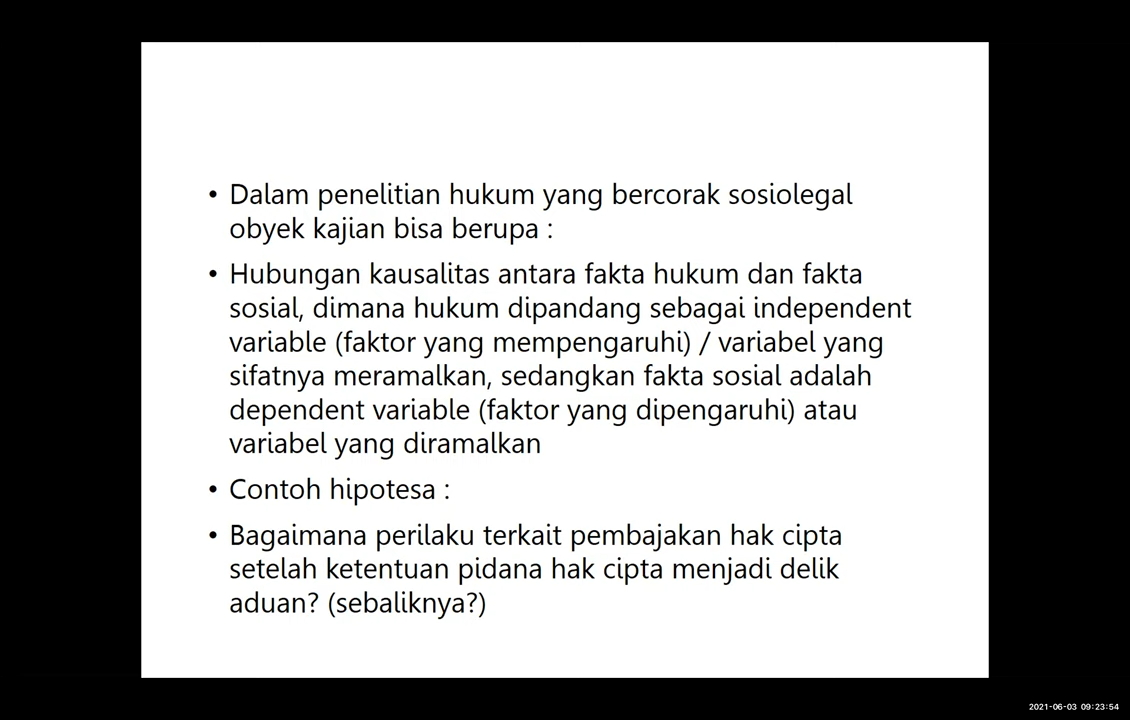 • Dalam penelitian hukum yang bercorak sosiolegal
obyek kajian bisa berupa :
• Hubungan kausalitas antara fakta hukum dan fakta
sosial, dimana hukum dipandang sebagai independent
variable (faktor yang mempengaruhi) / variabel yang
sifatnya meramalkan, sedangkan fakta sosial adalah
dependent variable (faktor yang dipengaruhi) atau
variabel yang diramalkan
• Contoh hipotesa :
• Bagaimana perilaku terkait pembajakan hak cipta
setelah ketentuan pidana hak cipta menjadi delik
aduan? (sebaliknya?)
2021-06-03 09:23:54